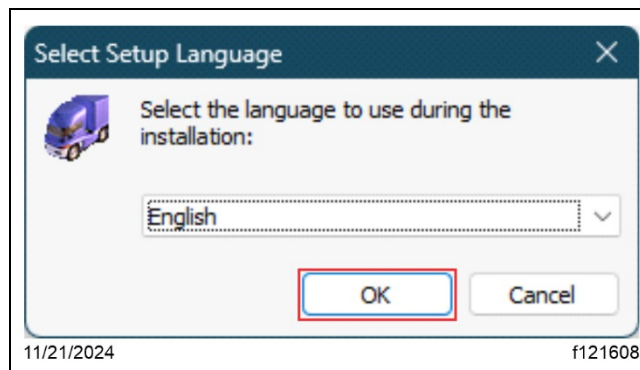 Select Setup Language
Select the language to use during the
installation:
English
OK
Cancel
11/21/2024
f121608